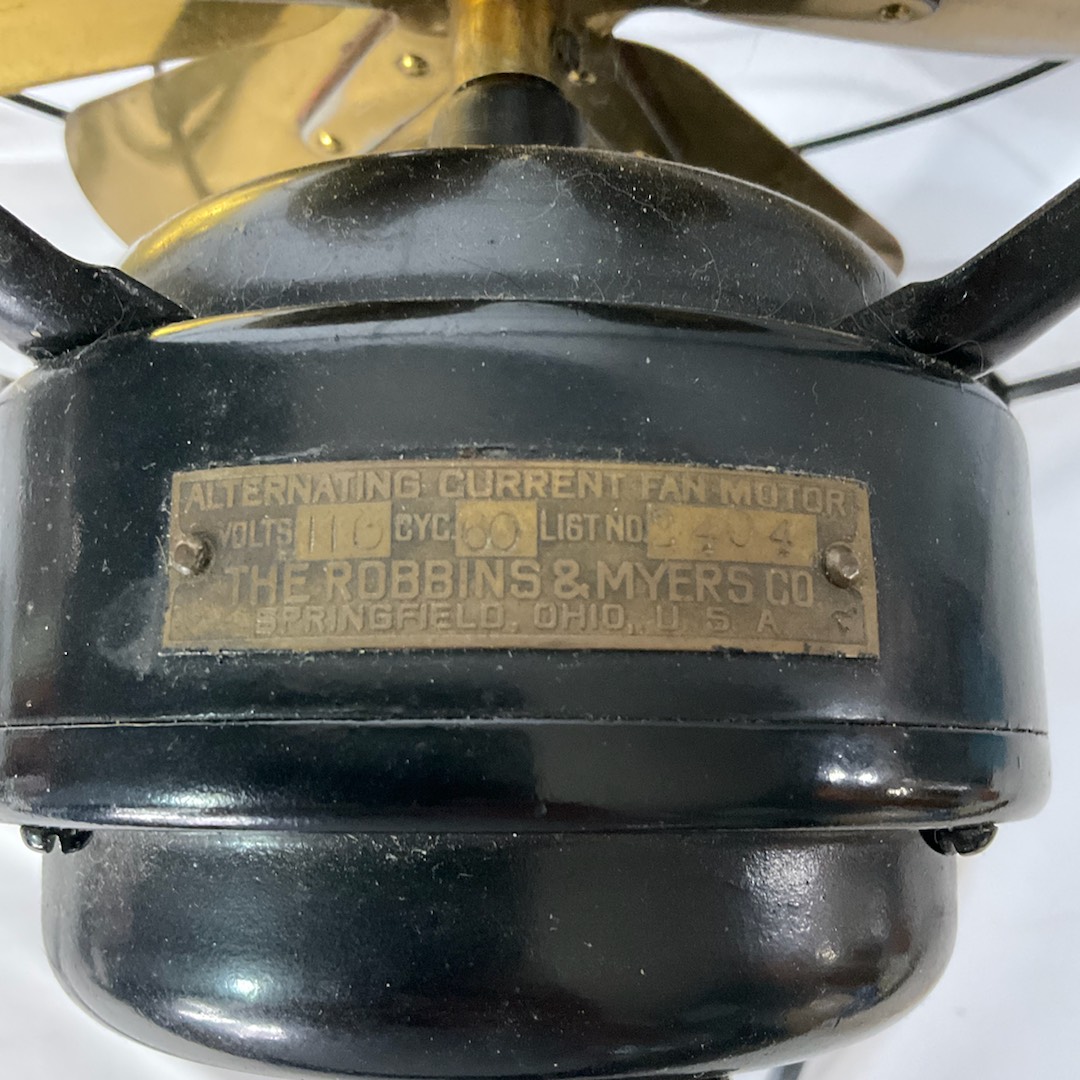 ALTERNATING CURRENT FAN MOTOR
VOLTS 110 CYC. 60 LIST NO. 2404
THE ROBBINS & MYERS CO
SPRINGFIELD, OHIO, U. S. A